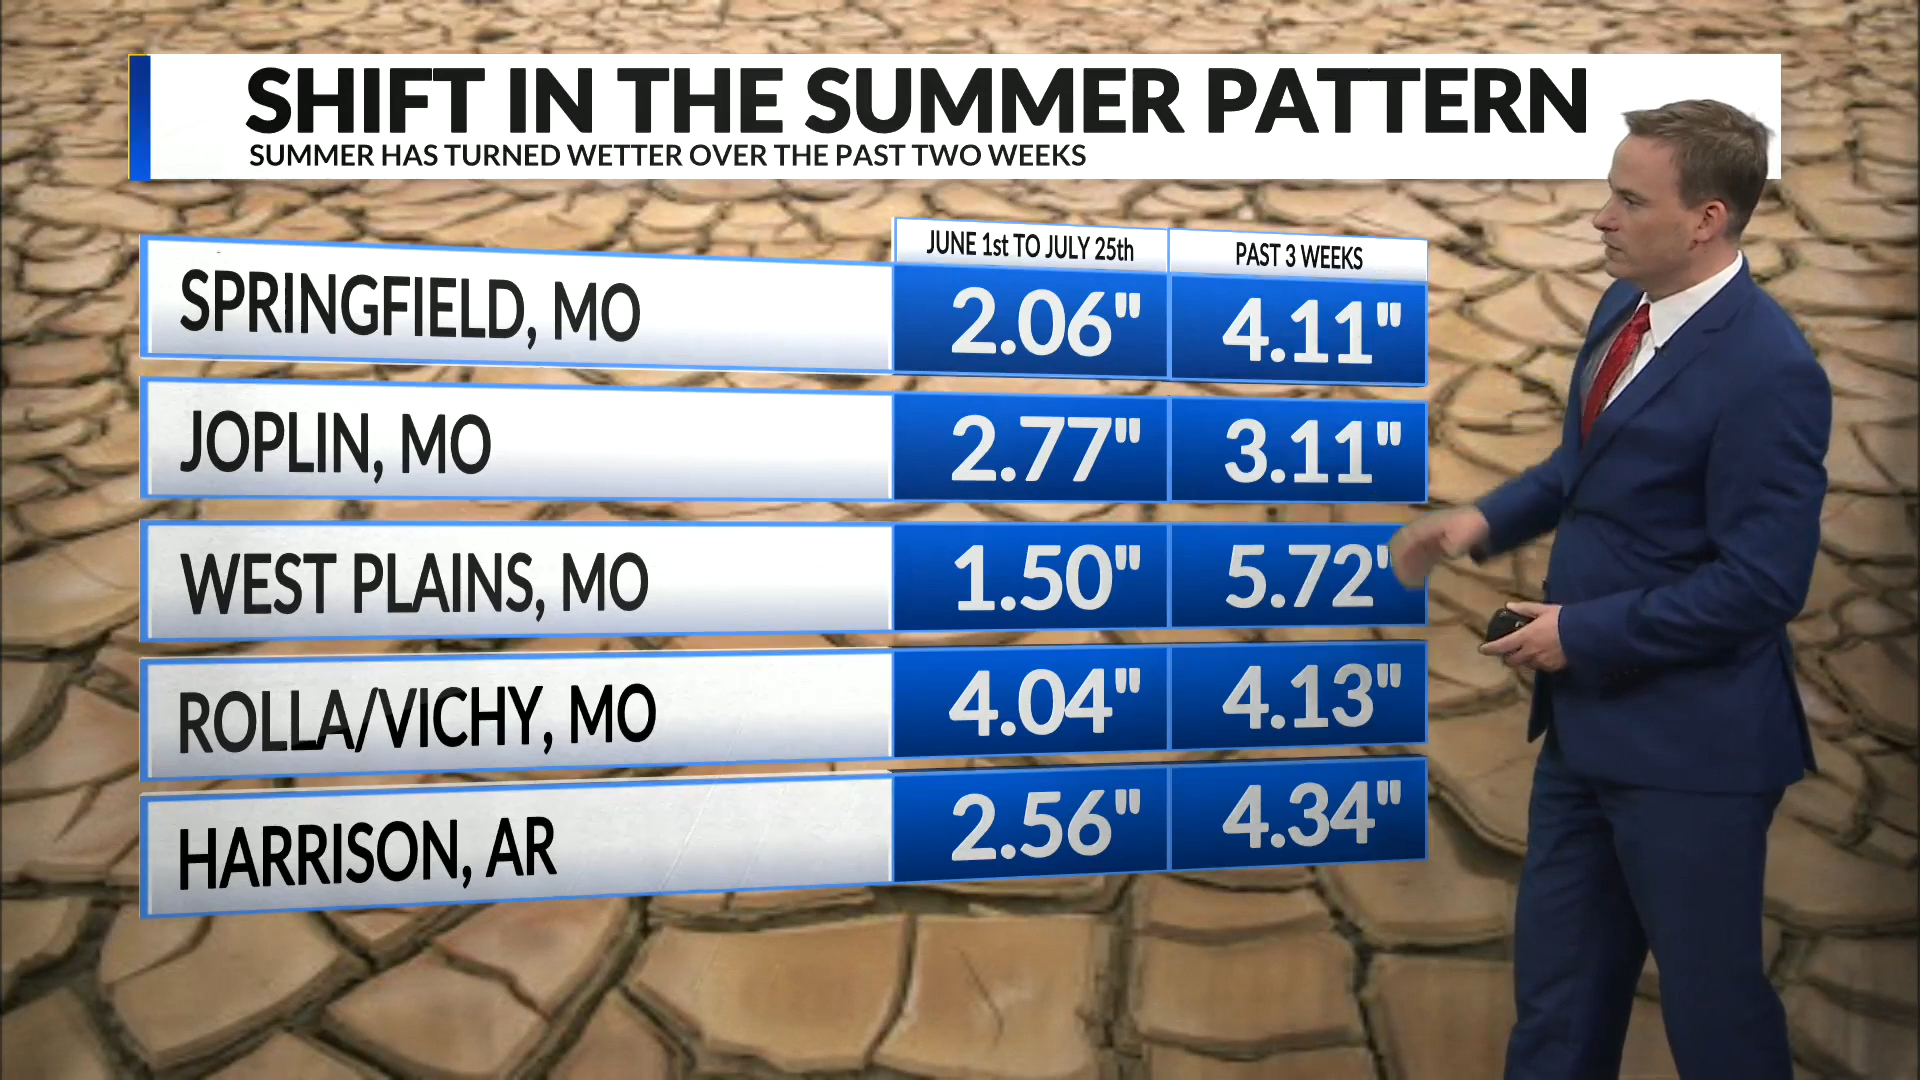 SHIFT IN THE SUMMER PATTERN
SUMMER HAS TURNED WETTER OVER THE PAST TWO WEEKS
JUNE 1st TO JULY 25th PAST 3 WEEKS
SPRINGFIELD, MO 2.06" 4.11"
JOPLIN, MO 2.77" 3.11"
WEST PLAINS, MO 1.50" 5.72"
ROLLA/VICHY, MO 4.04" 4.13"
HARRISON, AR 2.56" 4.34"